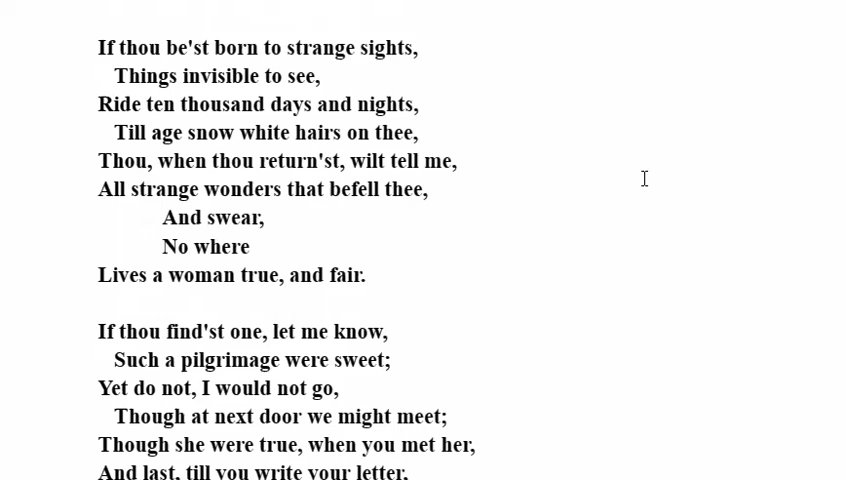 If thou be'st born to strange sights,
Things invisible to see,
Ride ten thousand days and nights,
Till age snow white hairs on thee,
Thou, when thou return'st, wilt tell me,
All strange wonders that befell thee,
And swear,
No where
Lives a woman true, and fair.

If thou find'st one, let me know,
Such a pilgrimage were sweet;
Yet do not, I would not go,
Though at next door we might meet;
Though she were true, when you met her,
And last, till you write your letter,